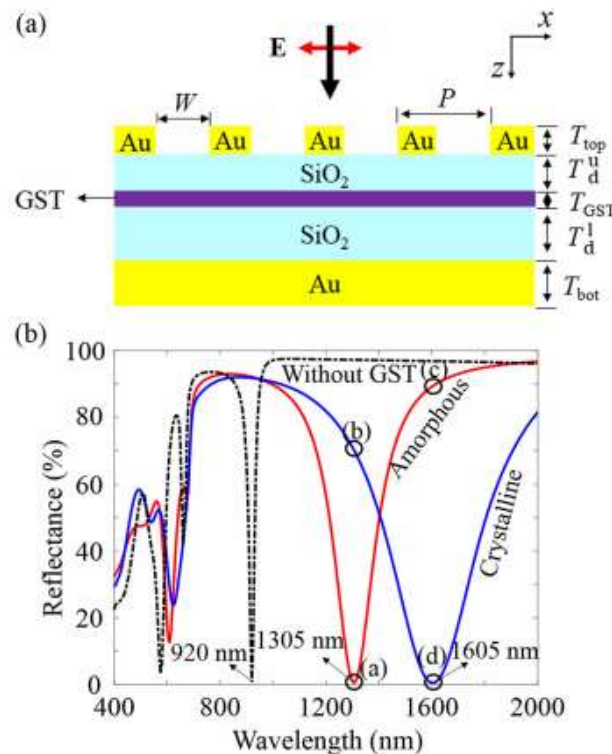 (a)
E
x
z
W
P
Au Au Au Au Au
T_top
SiO₂
T_d^u
GST
T_GST
SiO₂
T_d^l
Au
T_bot
(b)
100
80
60
40
20
0
Reflectance (%)
Without GST
(c)
(b)
Amorphous
Crystalline
920 nm
1305 nm
(a)
(d)
1605 nm
400 800 1200 1600 2000
Wavelength (nm)